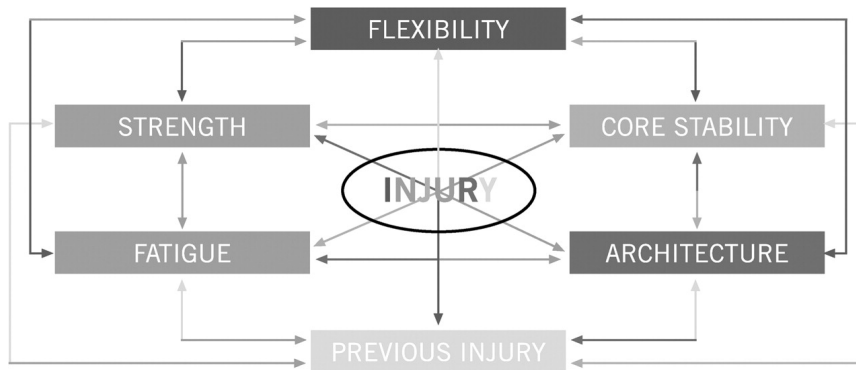 FLEXIBILITY
STRENGTH
CORE STABILITY
INJURY
FATIGUE
ARCHITECTURE
PREVIOUS INJURY